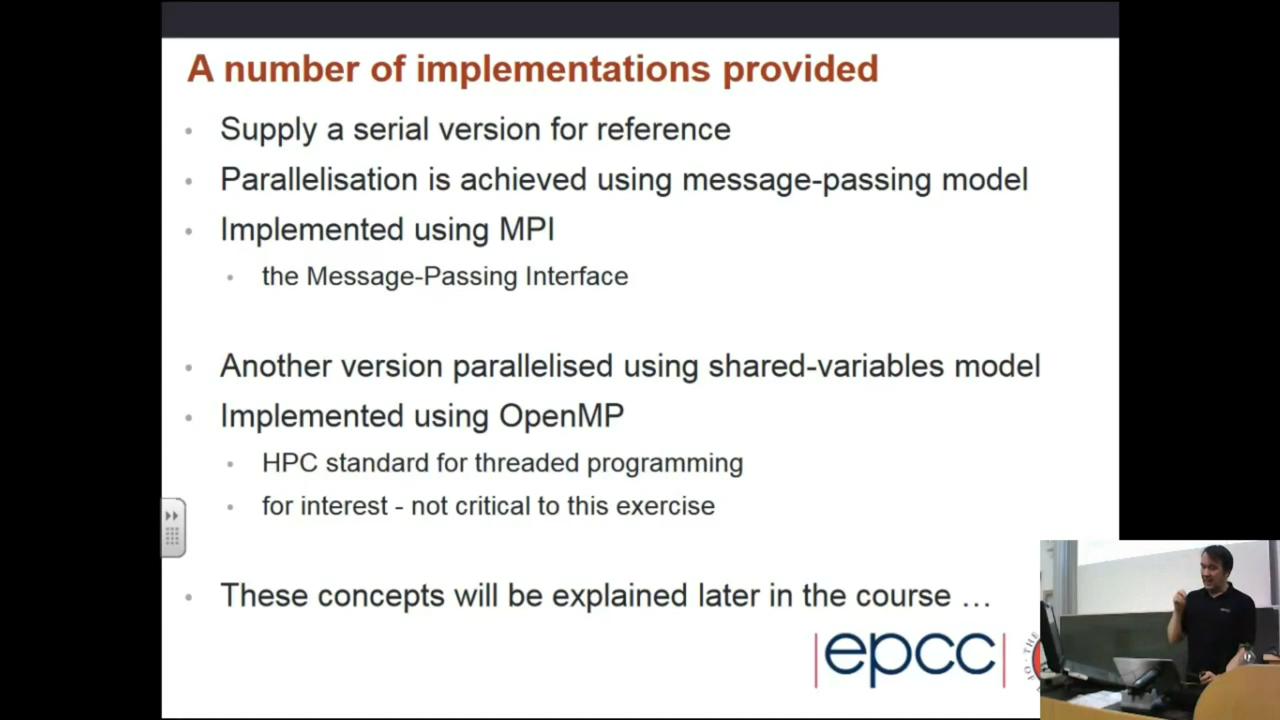 A number of implementations provided
• Supply a serial version for reference
• Parallelisation is achieved using message-passing model
• Implemented using MPI
• the Message-Passing Interface
• Another version parallelised using shared-variables model
• Implemented using OpenMP
• HPC standard for threaded programming
• for interest - not critical to this exercise
• These concepts will be explained later in the course …
|epcc|
THE